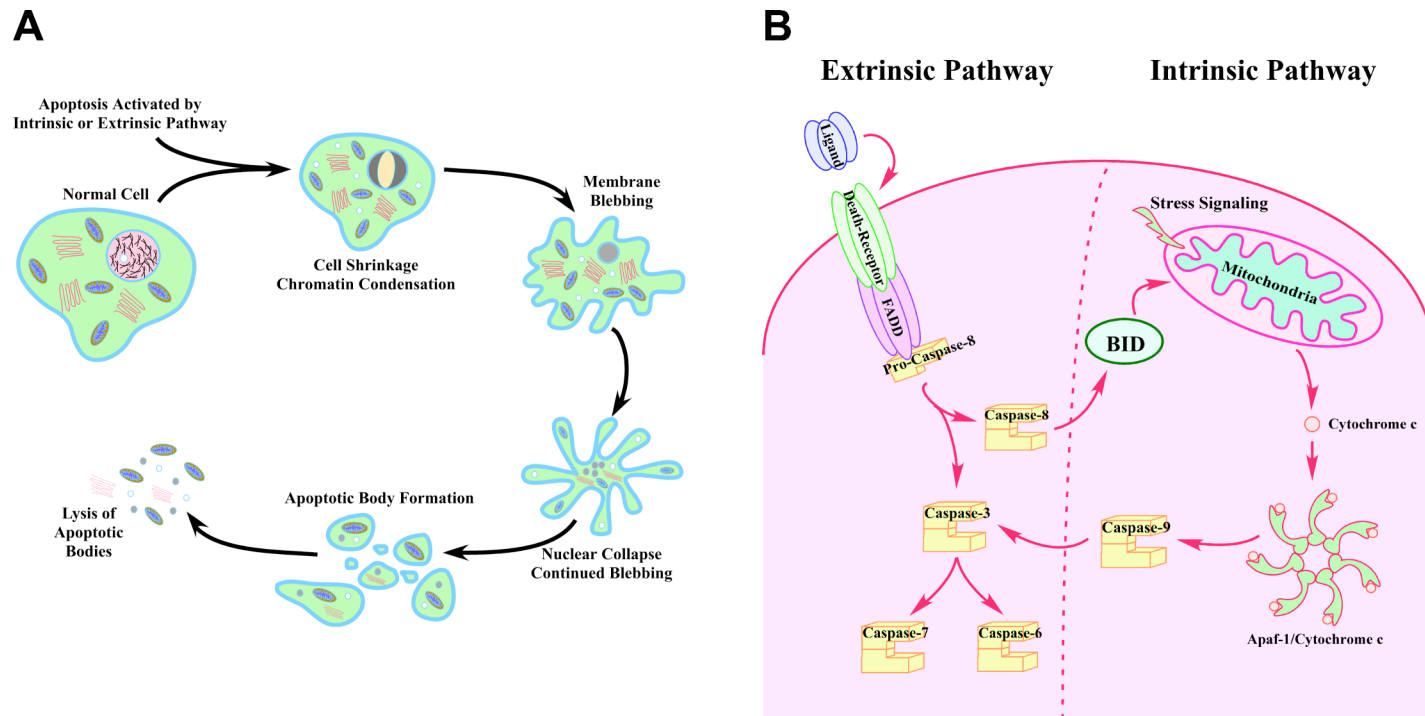 A
Apoptosis Activated by
Intrinsic or Extrinsic Pathway
Normal Cell
Cell Shrinkage
Chromatin Condensation
Membrane
Blebbing
Nuclear Collapse
Continued Blebbing
Apoptotic Body Formation
Lysis of
Apoptotic
Bodies
B
Extrinsic Pathway
Intrinsic Pathway
Ligand
Death-Receptor
FADD
Pro-Caspase-8
Caspase-8
BID
Stress Signaling
Mitochondria
Cytochrome c
Apaf-1/Cytochrome c
Caspase-9
Caspase-3
Caspase-7
Caspase-6